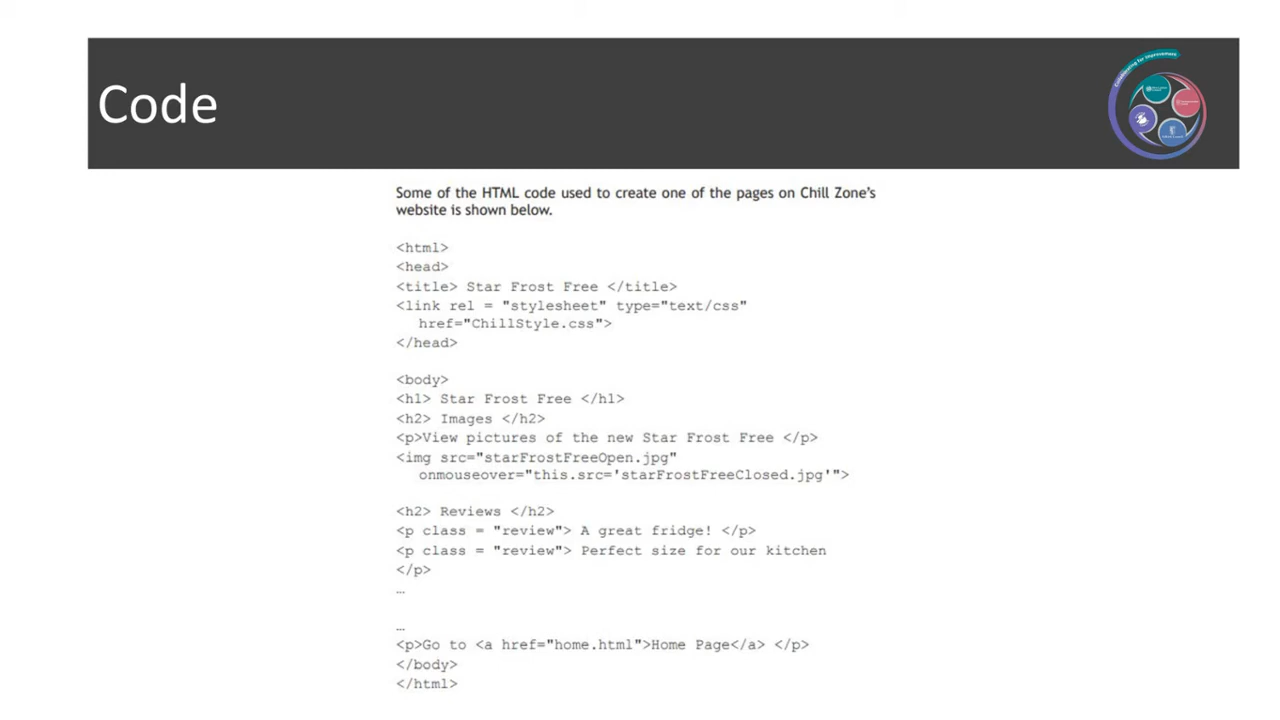 Code
Collaborating for Improvement
Some of the HTML code used to create one of the pages on Chill Zone's
website is shown below.
<html>
<head>
<title> Star Frost Free </title>
<link rel = "stylesheet" type="text/css"
href="ChillStyle.css">
</head>
<body>
<h1> Star Frost Free </h1>
<h2> Images </h2>
<p>View pictures of the new Star Frost Free </p>
<img src="starFrostFreeOpen.jpg"
onmouseover="this.src='starFrostFreeClosed.jpg'">
<h2> Reviews </h2>
<p class = "review"> A great fridge! </p>
<p class = "review"> Perfect size for our kitchen
</p>
…
…
<p>Go to <a href="home.html">Home Page</a> </p>
</body>
</html>